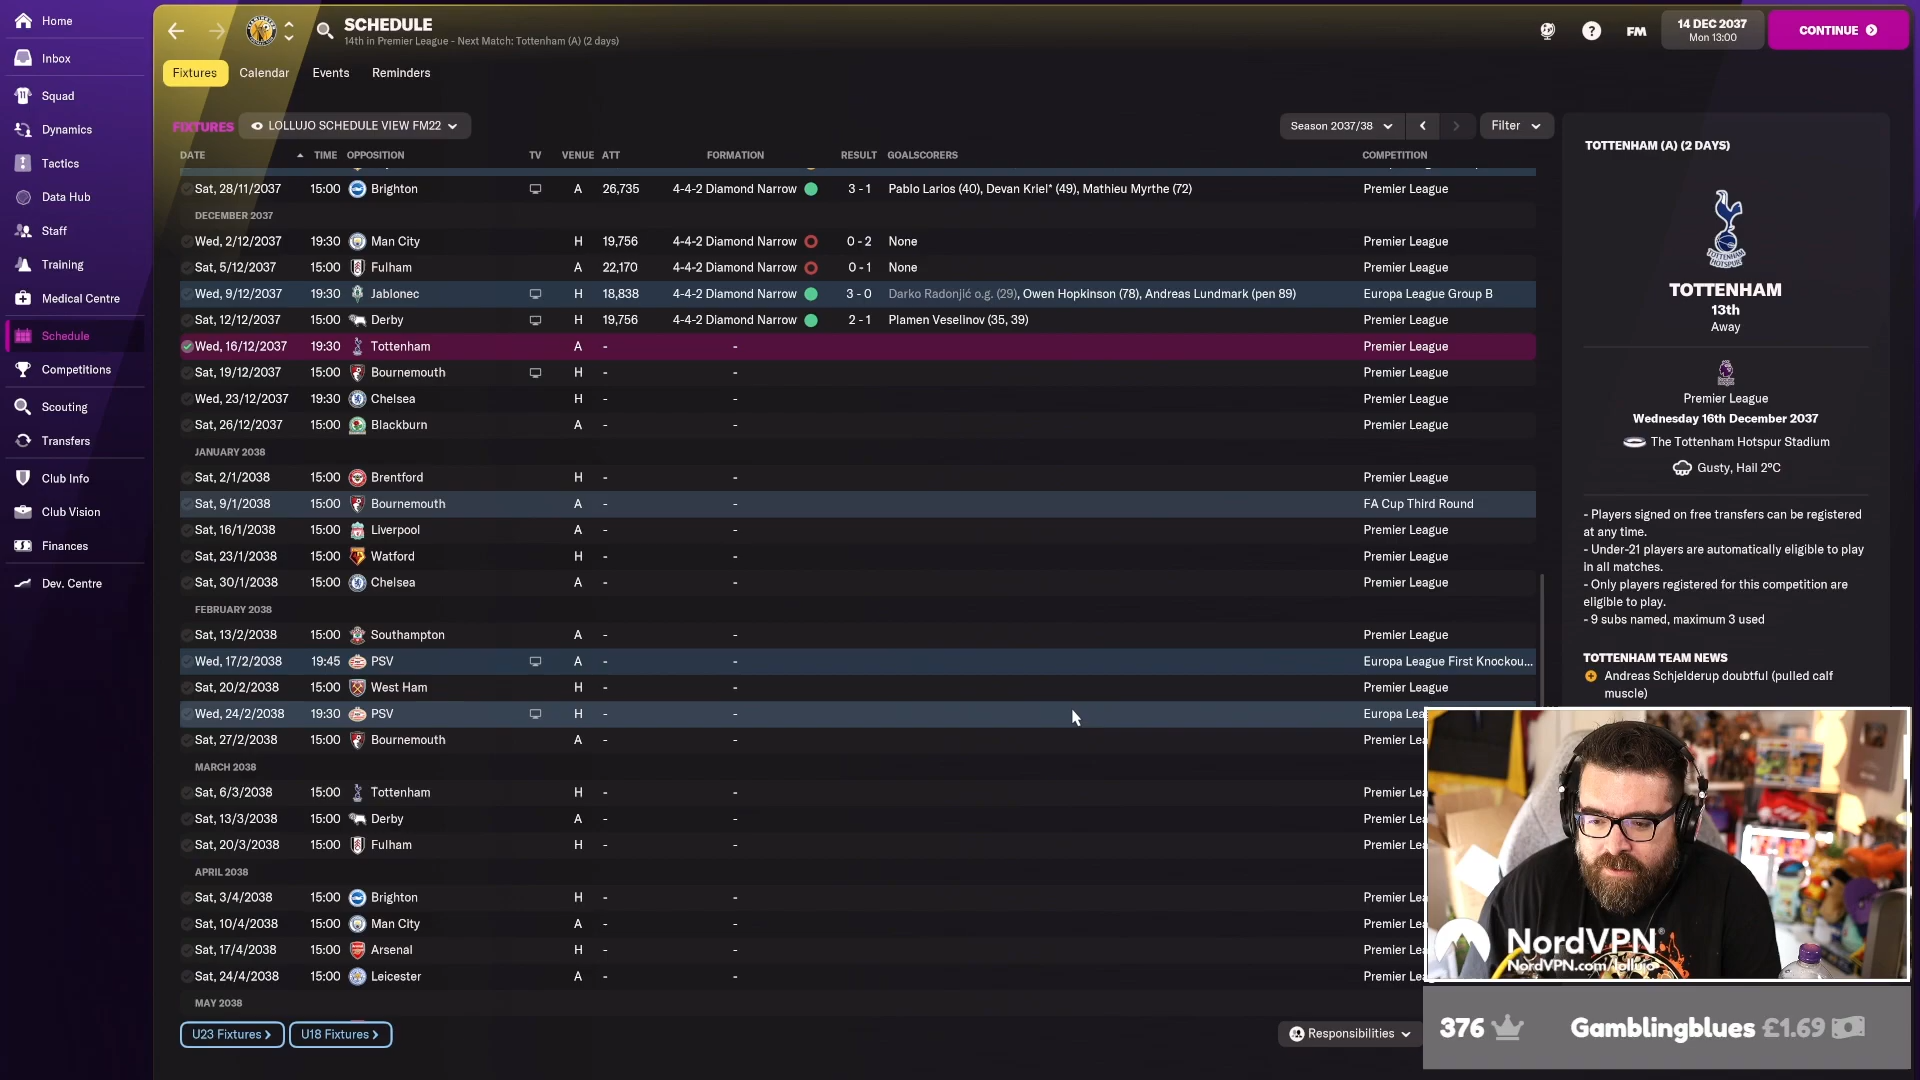 Home
Inbox
Squad
Dynamics
Tactics
Data Hub
Staff
Training
Medical Centre
Schedule
Competitions
Scouting
Transfers
Club Info
Club Vision
Finances
Dev. Centre
SCHEDULE
14th in Premier League - Next Match: Tottenham (A) (2 days)
FM
14 DEC 2037
Mon 13:00
CONTINUE
Fixtures Calendar Events Reminders
FIXTURES LOLLUJO SCHEDULE VIEW FM22 Season 2037/38 Filter
DATE TIME OPPOSITION TV VENUE ATT FORMATION RESULT GOALSCORERS COMPETITION
Sat, 28/11/2037 15:00 Brighton A 26,735 4-4-2 Diamond Narrow 3 - 1 Pablo Larios (40), Devan Kriel* (49), Mathieu Myrthe (72) Premier League
DECEMBER 2037
Wed, 2/12/2037 19:30 Man City H 19,756 4-4-2 Diamond Narrow 0 - 2 None Premier League
Sat, 5/12/2037 15:00 Fulham A 22,170 4-4-2 Diamond Narrow 0 - 1 None Premier League
Wed, 9/12/2037 19:30 Jablonec H 18,838 4-4-2 Diamond Narrow 3 - 0 Darko Radonjić o.g. (29), Owen Hopkinson (78), Andreas Lundmark (pen 89) Europa League Group B
Sat, 12/12/2037 15:00 Derby H 19,756 4-4-2 Diamond Narrow 2 - 1 Plamen Veselinov (35, 39) Premier League
Wed, 16/12/2037 19:30 Tottenham A - - Premier League
Sat, 19/12/2037 15:00 Bournemouth H - - Premier League
Wed, 23/12/2037 19:30 Chelsea H - - Premier League
Sat, 26/12/2037 15:00 Blackburn A - - Premier League
JANUARY 2038
Sat, 2/1/2038 15:00 Brentford H - - Premier League
Sat, 9/1/2038 15:00 Bournemouth A - - FA Cup Third Round
Sat, 16/1/2038 15:00 Liverpool A - - Premier League
Sat, 23/1/2038 15:00 Watford H - - Premier League
Sat, 30/1/2038 15:00 Chelsea A - - Premier League
FEBRUARY 2038
Sat, 13/2/2038 15:00 Southampton A - - Premier League
Wed, 17/2/2038 19:45 PSV A - - Europa League First Knockou...
Sat, 20/2/2038 15:00 West Ham H - - Premier League
Wed, 24/2/2038 19:30 PSV H - - Europa Lea
Sat, 27/2/2038 15:00 Bournemouth A - - Premier Lea
MARCH 2038
Sat, 6/3/2038 15:00 Tottenham H - - Premier Lea
Sat, 13/3/2038 15:00 Derby A - - Premier Lea
Sat, 20/3/2038 15:00 Fulham H - - Premier Lea
APRIL 2038
Sat, 3/4/2038 15:00 Brighton H - - Premier Lea
Sat, 10/4/2038 15:00 Man City A - - Premier Lea
Sat, 17/4/2038 15:00 Arsenal H - - Premier Lea
Sat, 24/4/2038 15:00 Leicester A - - Premier Lea
MAY 2038
U23 Fixtures U18 Fixtures Responsibilities
TOTTENHAM (A) (2 DAYS)
TOTTENHAM
13th
Away
Premier League
Wednesday 16th December 2037
The Tottenham Hotspur Stadium
Gusty, Hail 2°C
- Players signed on free transfers can be registered
at any time.
- Under-21 players are automatically eligible to play
in all matches.
- Only players registered for this competition are
eligible to play.
- 9 subs named, maximum 3 used
TOTTENHAM TEAM NEWS
Andreas Schjelderup doubtful (pulled calf
muscle)
NordVPN®
NordVPN.com/lollujo
376 Gamblingblues £1.69